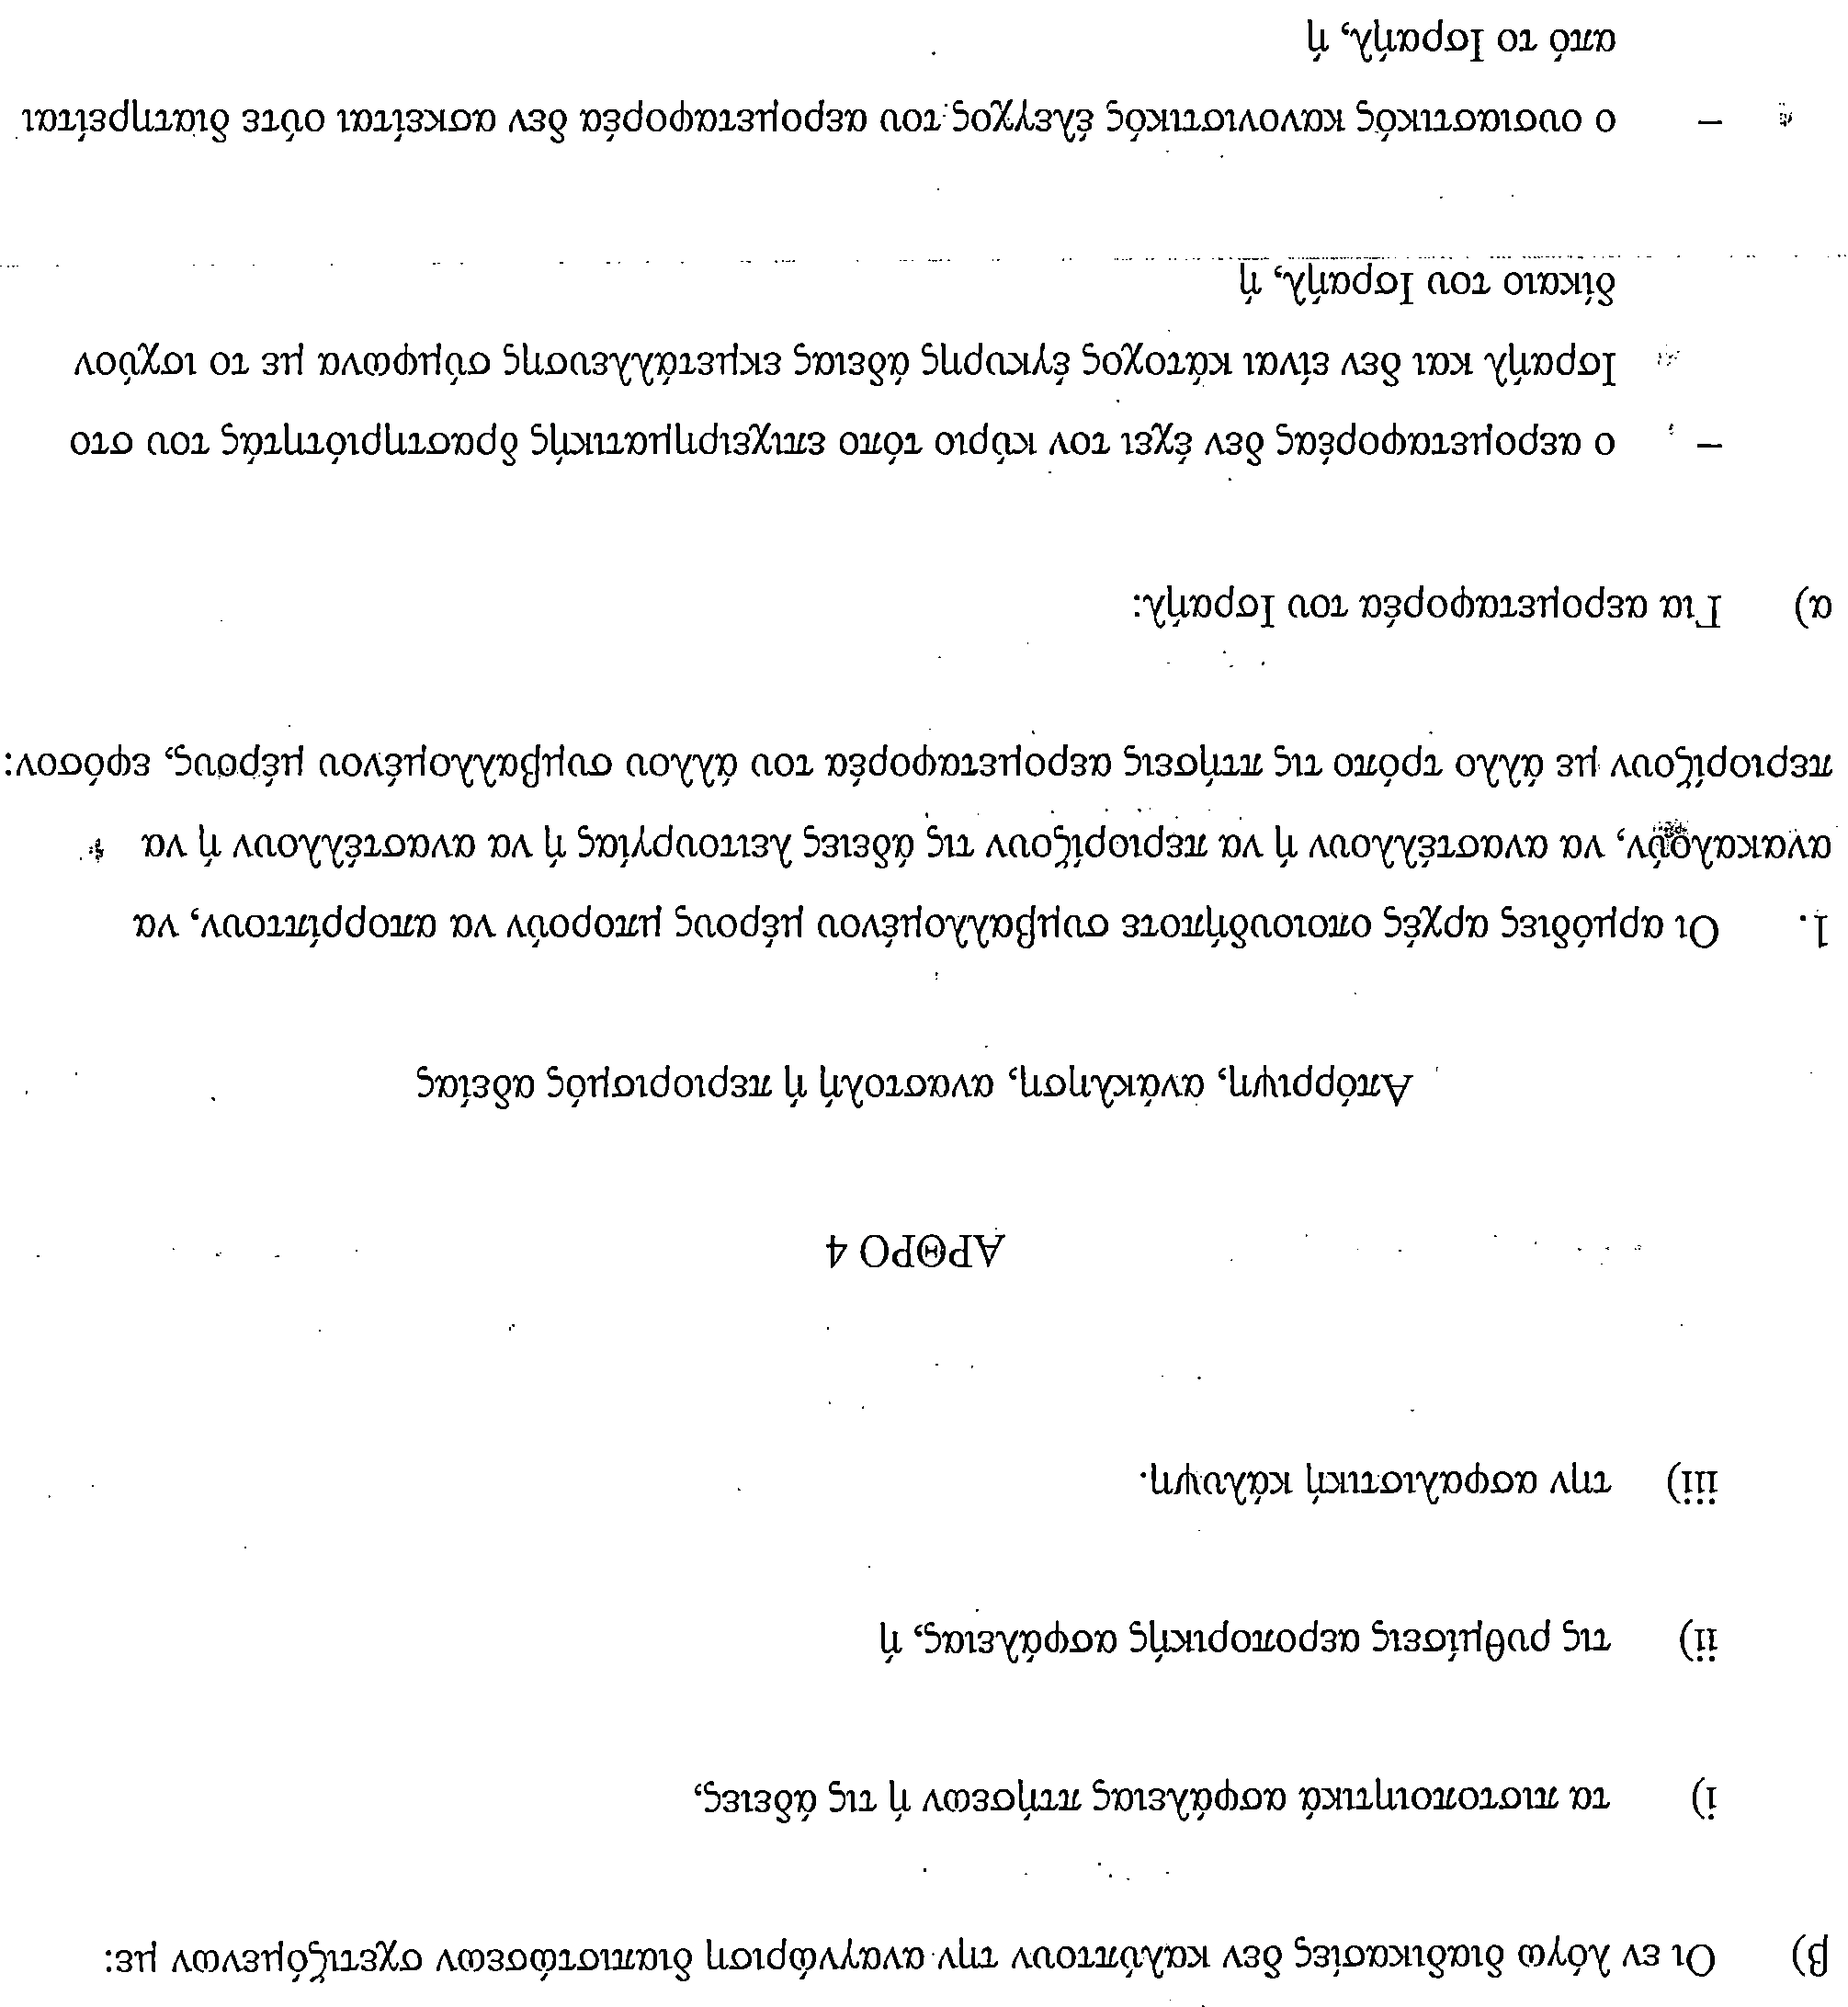 β) Οι εν λόγω διαδικασίες δεν καλύπτουν την αναγνώριση διαπιστώσεων σχετιζόμενων με:
i) τα πιστοποιητικά ασφάλειας πτήσεων ή τις άδειες,
ii) τις ρυθμίσεις αεροπορικής ασφάλειας, ή
iii) την ασφαλιστική κάλυψη.
ΑΡΘΡΟ 4
Απόρριψη, ανάκληση, αναστολή ή περιορισμός αδείας
1. Οι αρμόδιες αρχές οποιουδήποτε συμβαλλομένου μέρους μπορούν να απορρίπτουν, να
ανακαλούν, να αναστέλλουν ή να περιορίζουν τις άδειες λειτουργίας ή να αναστέλλουν ή να
περιορίζουν με άλλο τρόπο τις πτήσεις αερομεταφορέα του άλλου συμβαλλομένου μέρους, εφόσον:
α) Για αερομεταφορέα του Ισραήλ:
– ο αερομεταφορέας δεν έχει τον κύριο τόπο επιχειρηματικής δραστηριότητάς του στο
Ισραήλ και δεν είναι κάτοχος έγκυρης άδειας εκμετάλλευσης σύμφωνα με το ισχύον
δίκαιο του Ισραήλ, ή
– ο ουσιαστικός κανονιστικός έλεγχος του αερομεταφορέα δεν ασκείται ούτε διατηρείται
από το Ισραήλ, ή